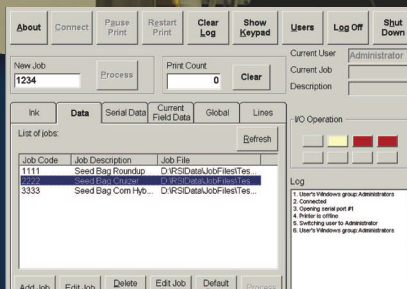 About Connect Pause Print Restart Print Clear Log Show Keypad Users Log Off Shut Down
New Job
1234
Process
Print Count
0
Clear
Current User Administrator
Current Job
Description
Ink Data Serial Data Current Field Data Global Lines
List of jobs:
Refresh
Job Code Job Description Job File
1111 Seed Bag Roundup D:\RSIData\JobFiles\Tes...
2222 Seed Bag Cruizer D:\RSIData\JobFiles\Tes...
3333 Seed Bag Corn Hyb... D:\RSIData\JobFiles\Tes...
I/O Operation
Log
1. User's Windows group:Administrators
2. Connected
3. Opening serial port #1
4. Printer is offline
5. Switching user to Administrator
6. User's Windows group:Administrators
Add Job Edit Job Delete Edit Job Default Process